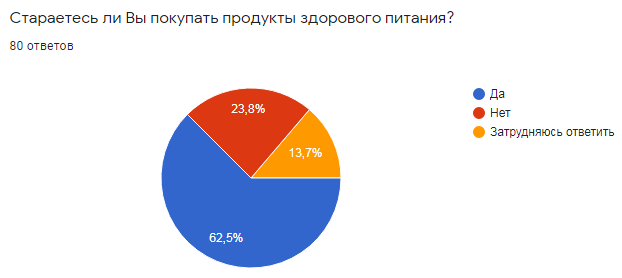 Стараетесь ли Вы покупать продукты здорового питания?
80 ответов
23,8%
13,7%
62,5%
Да
Нет
Затрудняюсь ответить